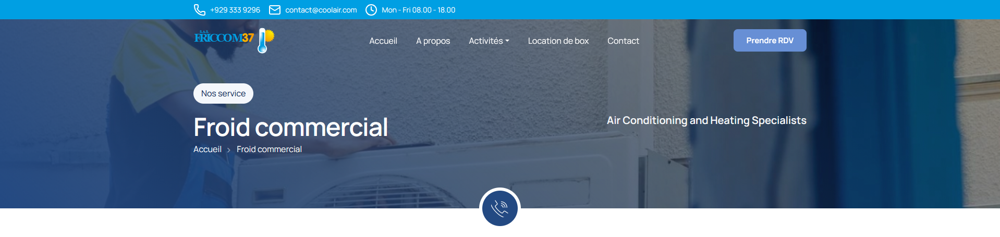 +929 333 9296 contact@coolair.com Mon - Fri 08.00 - 18.00
S.A.S.
FRICCOM37
Accueil A propos Activités Location de box Contact Prendre RDV
Nos service
Froid commercial
Air Conditioning and Heating Specialists
Accueil > Froid commercial